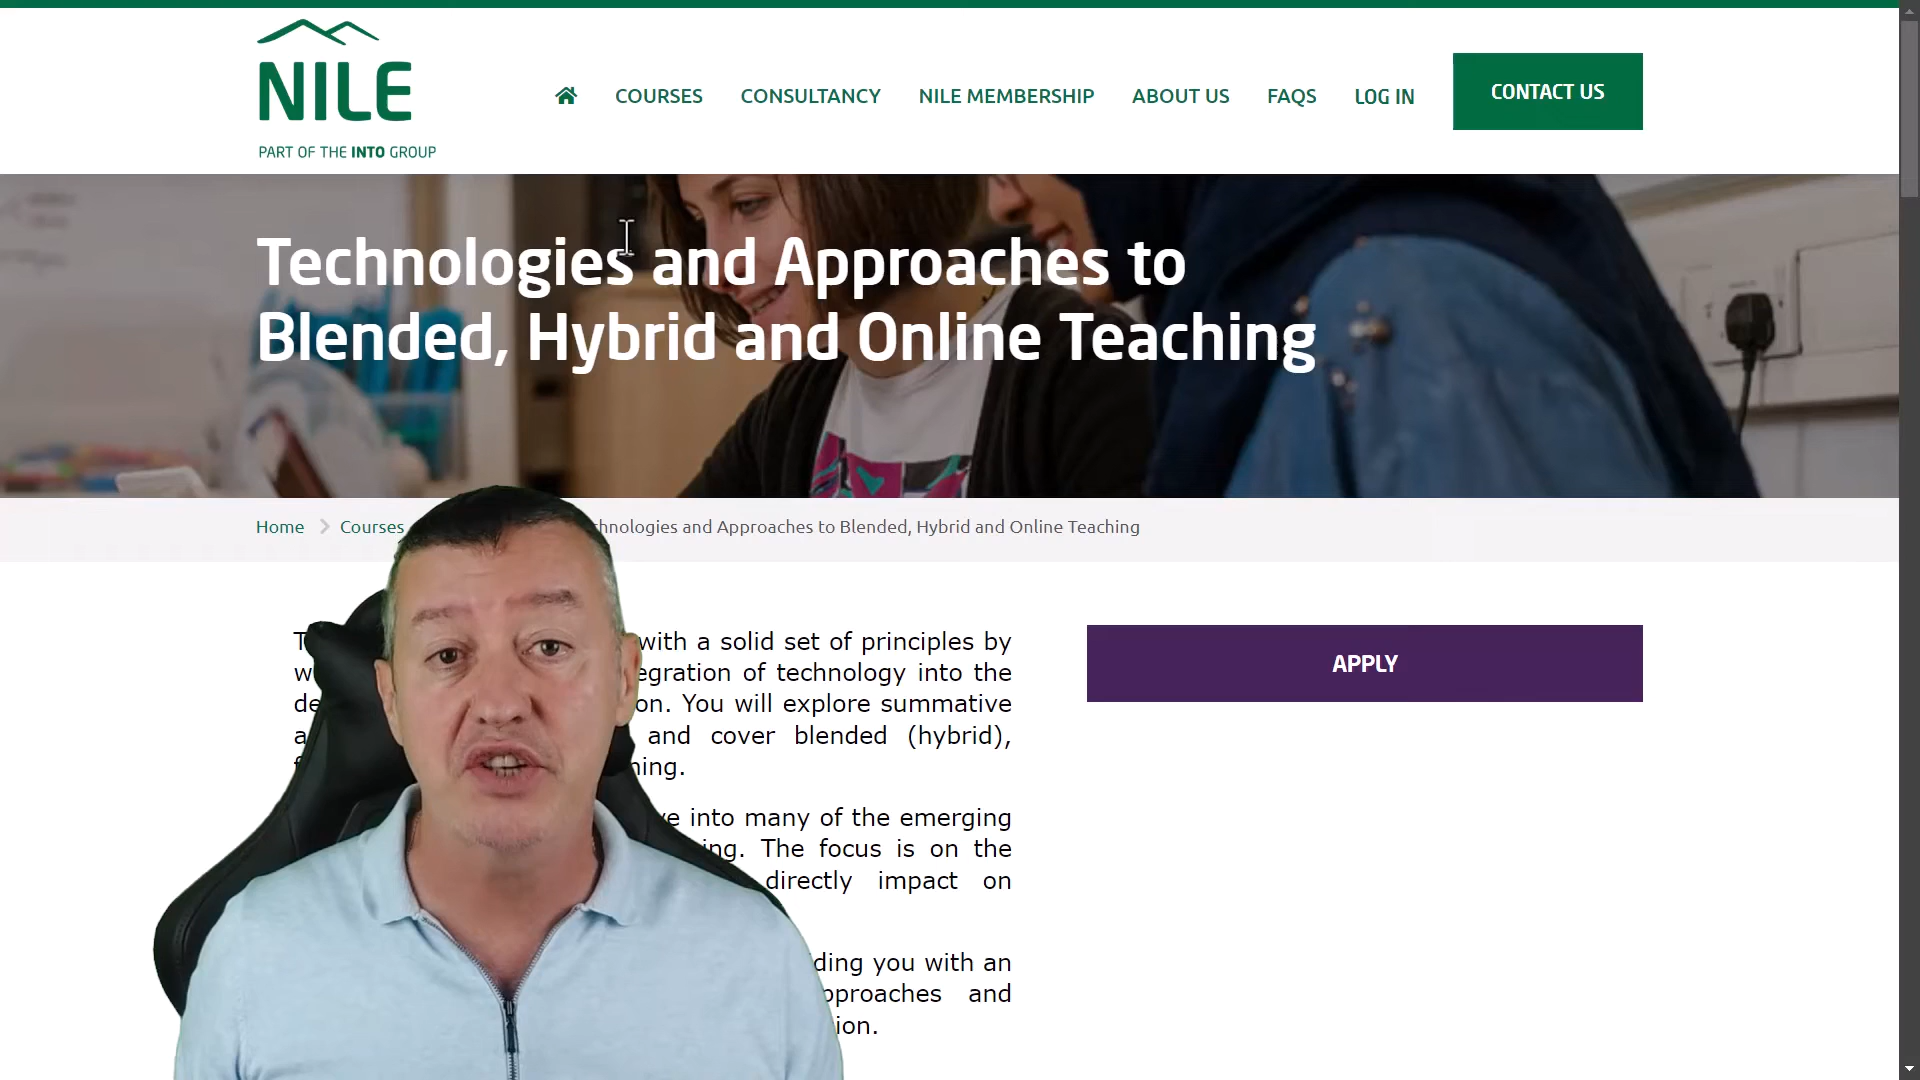 NILE
PART OF THE INTO GROUP
COURSES
CONSULTANCY
NILE MEMBERSHIP
ABOUT US
FAQS
LOG IN
CONTACT US
Technologies and Approaches to
Blended, Hybrid and Online Teaching
Home
Courses
chnologies and Approaches to Blended, Hybrid and Online Teaching
with a solid set of principles by
egration of technology into the
de on. You will explore summative
and cover blended (hybrid),
ning.
ve into many of the emerging
ing. The focus is on the
directly impact on
ding you with an
pproaches and
ion.
APPLY